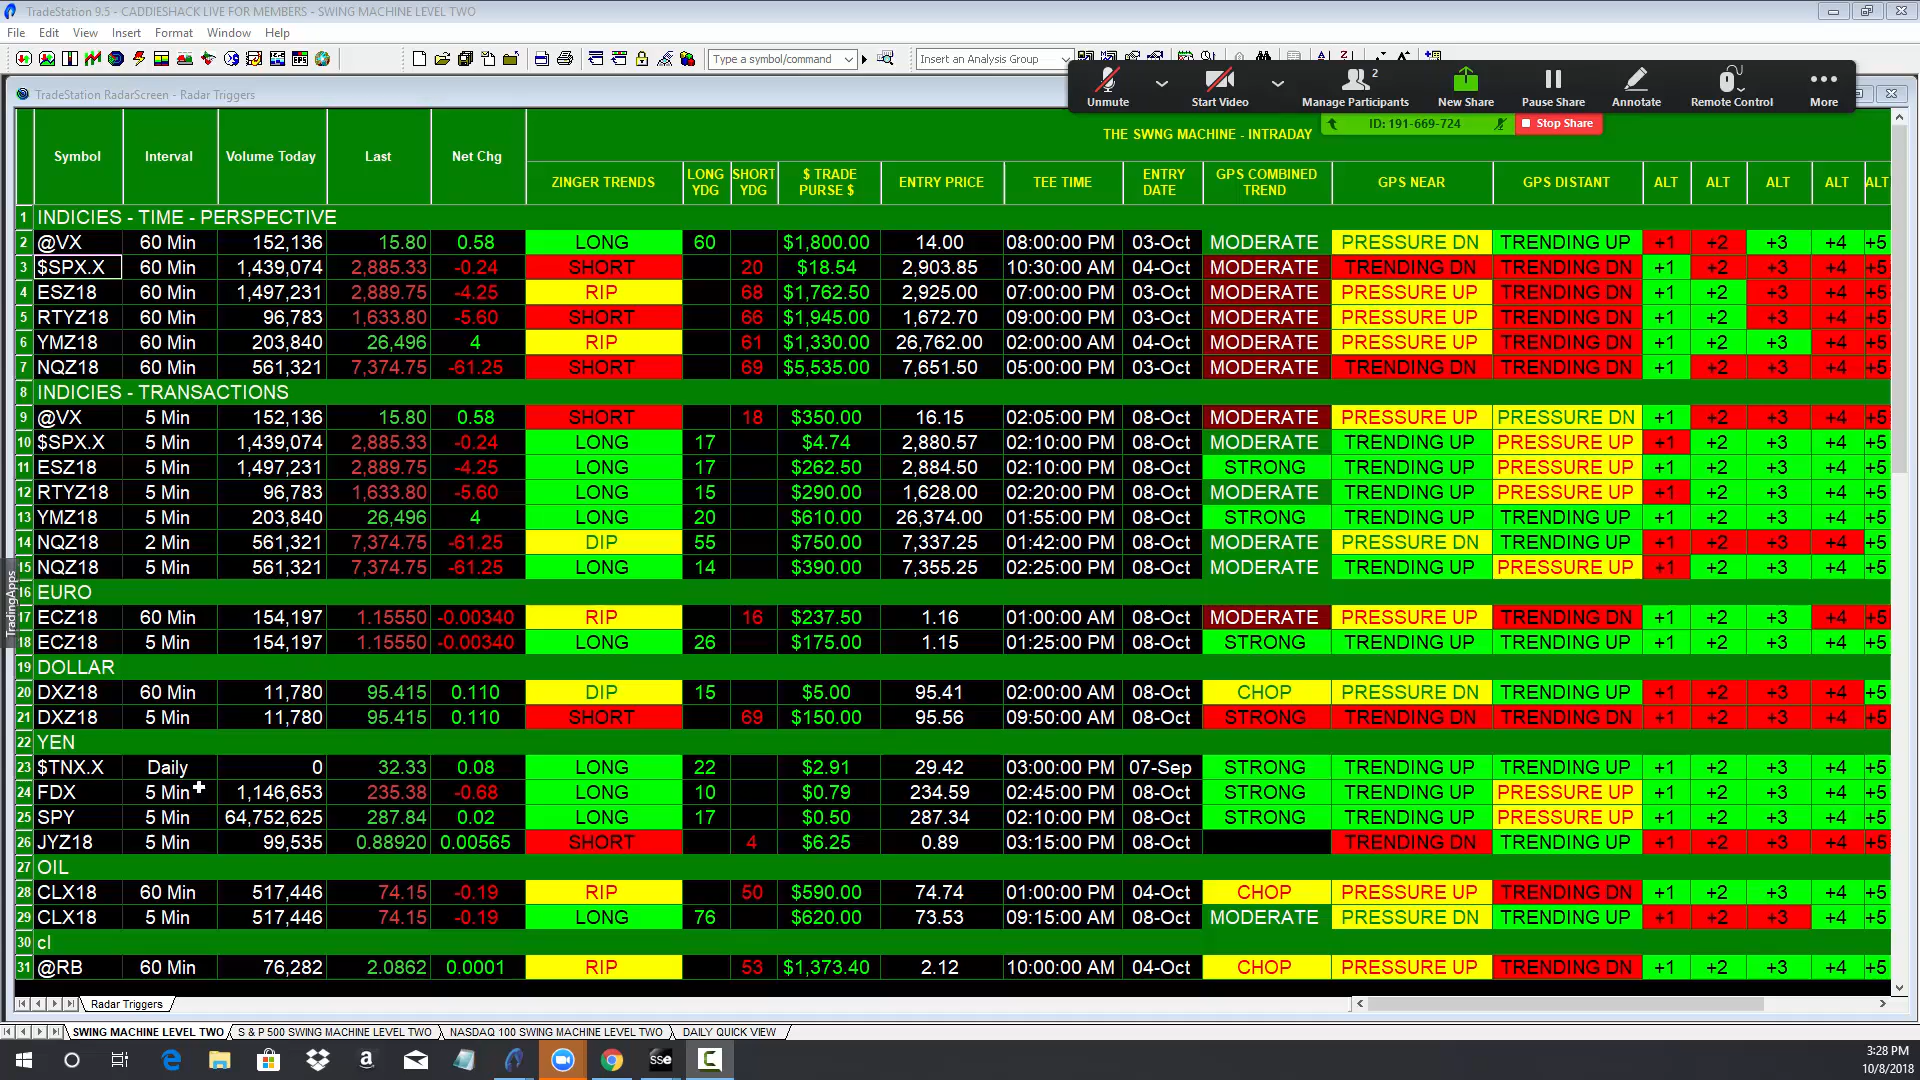 TradeStation 9.5 - CADDIESHACK LIVE FOR MEMBERS - SWING MACHINE LEVEL TWO
File Edit View Insert Format Window Help
Type a symbol/command Insert an Analysis Group
TradeStation RadarScreen - Radar Triggers
Unmute Start Video Manage Participants 2 New Share Pause Share Annotate Remote Control More
ID: 191-669-724 Stop Share
THE SWNG MACHINE - INTRADAY
Symbol Interval Volume Today Last Net Chg ZINGER TRENDS LONG YDG SHORT YDG $ TRADE PURSE $ ENTRY PRICE TEE TIME ENTRY DATE GPS COMBINED TREND GPS NEAR GPS DISTANT ALT ALT ALT ALT ALT
1 INDICIES - TIME - PERSPECTIVE
2 @VX 60 Min 152,136 15.80 0.58 LONG 60 $1,800.00 14.00 08:00:00 PM 03-Oct MODERATE PRESSURE DN TRENDING UP +1 +2 +3 +4 +5
3 $SPX.X 60 Min 1,439,074 2,885.33 -0.24 SHORT 20 $18.54 2,903.85 10:30:00 AM 04-Oct MODERATE TRENDING DN TRENDING DN +1 +2 +3 +4 +5
4 ESZ18 60 Min 1,497,231 2,889.75 -4.25 RIP 68 $1,762.50 2,925.00 07:00:00 PM 03-Oct MODERATE PRESSURE UP TRENDING DN +1 +2 +3 +4 +5
5 RTYZ18 60 Min 96,783 1,633.80 -5.60 SHORT 66 $1,945.00 1,672.70 09:00:00 PM 03-Oct MODERATE PRESSURE UP TRENDING DN +1 +2 +3 +4 +5
6 YMZ18 60 Min 203,840 26,496 4 RIP 61 $1,330.00 26,762.00 02:00:00 AM 04-Oct MODERATE PRESSURE UP TRENDING DN +1 +2 +3 +4 +5
7 NQZ18 60 Min 561,321 7,374.75 -61.25 SHORT 69 $5,535.00 7,651.50 05:00:00 PM 03-Oct MODERATE TRENDING DN TRENDING DN +1 +2 +3 +4 +5
8 INDICIES - TRANSACTIONS
9 @VX 5 Min 152,136 15.80 0.58 SHORT 18 $350.00 16.15 02:05:00 PM 08-Oct MODERATE PRESSURE UP PRESSURE DN +1 +2 +3 +4 +5
10 $SPX.X 5 Min 1,439,074 2,885.33 -0.24 LONG 17 $4.74 2,880.57 02:10:00 PM 08-Oct MODERATE TRENDING UP PRESSURE UP +1 +2 +3 +4 +5
11 ESZ18 5 Min 1,497,231 2,889.75 -4.25 LONG 17 $262.50 2,884.50 02:10:00 PM 08-Oct STRONG TRENDING UP PRESSURE UP +1 +2 +3 +4 +5
12 RTYZ18 5 Min 96,783 1,633.80 -5.60 LONG 15 $290.00 1,628.00 02:20:00 PM 08-Oct MODERATE TRENDING UP PRESSURE UP +1 +2 +3 +4 +5
13 YMZ18 5 Min 203,840 26,496 4 LONG 20 $610.00 26,374.00 01:55:00 PM 08-Oct STRONG TRENDING UP TRENDING UP +1 +2 +3 +4 +5
14 NQZ18 2 Min 561,321 7,374.75 -61.25 DIP 55 $750.00 7,337.25 01:42:00 PM 08-Oct MODERATE PRESSURE DN TRENDING UP +1 +2 +3 +4 +5
15 NQZ18 5 Min 561,321 7,374.75 -61.25 LONG 14 $390.00 7,355.25 02:25:00 PM 08-Oct MODERATE TRENDING UP PRESSURE UP +1 +2 +3 +4 +5
16 EURO
17 ECZ18 60 Min 154,197 1.15550 -0.00340 RIP 16 $237.50 1.16 01:00:00 AM 08-Oct MODERATE PRESSURE UP TRENDING DN +1 +2 +3 +4 +5
18 ECZ18 5 Min 154,197 1.15550 -0.00340 LONG 26 $175.00 1.15 01:25:00 PM 08-Oct STRONG TRENDING UP TRENDING UP +1 +2 +3 +4 +5
19 DOLLAR
20 DXZ18 60 Min 11,780 95.415 0.110 DIP 15 $5.00 95.41 02:00:00 AM 08-Oct CHOP PRESSURE DN TRENDING UP +1 +2 +3 +4 +5
21 DXZ18 5 Min 11,780 95.415 0.110 SHORT 69 $150.00 95.56 09:50:00 AM 08-Oct STRONG TRENDING DN TRENDING DN +1 +2 +3 +4 +5
22 YEN
23 $TNX.X Daily 0 32.33 0.08 LONG 22 $2.91 29.42 03:00:00 PM 07-Sep STRONG TRENDING UP TRENDING UP +1 +2 +3 +4 +5
24 FDX 5 Min 1,146,653 235.38 -0.68 LONG 10 $0.79 234.59 02:45:00 PM 08-Oct STRONG TRENDING UP PRESSURE UP +1 +2 +3 +4 +5
25 SPY 5 Min 64,752,625 287.84 0.02 LONG 17 $0.50 287.34 02:10:00 PM 08-Oct STRONG TRENDING UP PRESSURE UP +1 +2 +3 +4 +5
26 JYZ18 5 Min 99,535 0.88920 0.00565 SHORT 4 $6.25 0.89 03:15:00 PM 08-Oct TRENDING DN TRENDING UP +1 +2 +3 +4 +5
27 OIL
28 CLX18 60 Min 517,446 74.15 -0.19 RIP 50 $590.00 74.74 01:00:00 PM 04-Oct CHOP PRESSURE UP TRENDING DN +1 +2 +3 +4 +5
29 CLX18 5 Min 517,446 74.15 -0.19 LONG 76 $620.00 73.53 09:15:00 AM 08-Oct MODERATE PRESSURE DN TRENDING UP +1 +2 +3 +4 +5
30 cl
31 @RB 60 Min 76,282 2.0862 0.0001 RIP 53 $1,373.40 2.12 10:00:00 AM 04-Oct CHOP PRESSURE UP TRENDING DN +1 +2 +3 +4 +5
TradingApps
Radar Triggers
SWING MACHINE LEVEL TWO S & P 500 SWING MACHINE LEVEL TWO NASDAQ 100 SWING MACHINE LEVEL TWO DAILY QUICK VIEW
sse
3:28 PM
10/8/2018